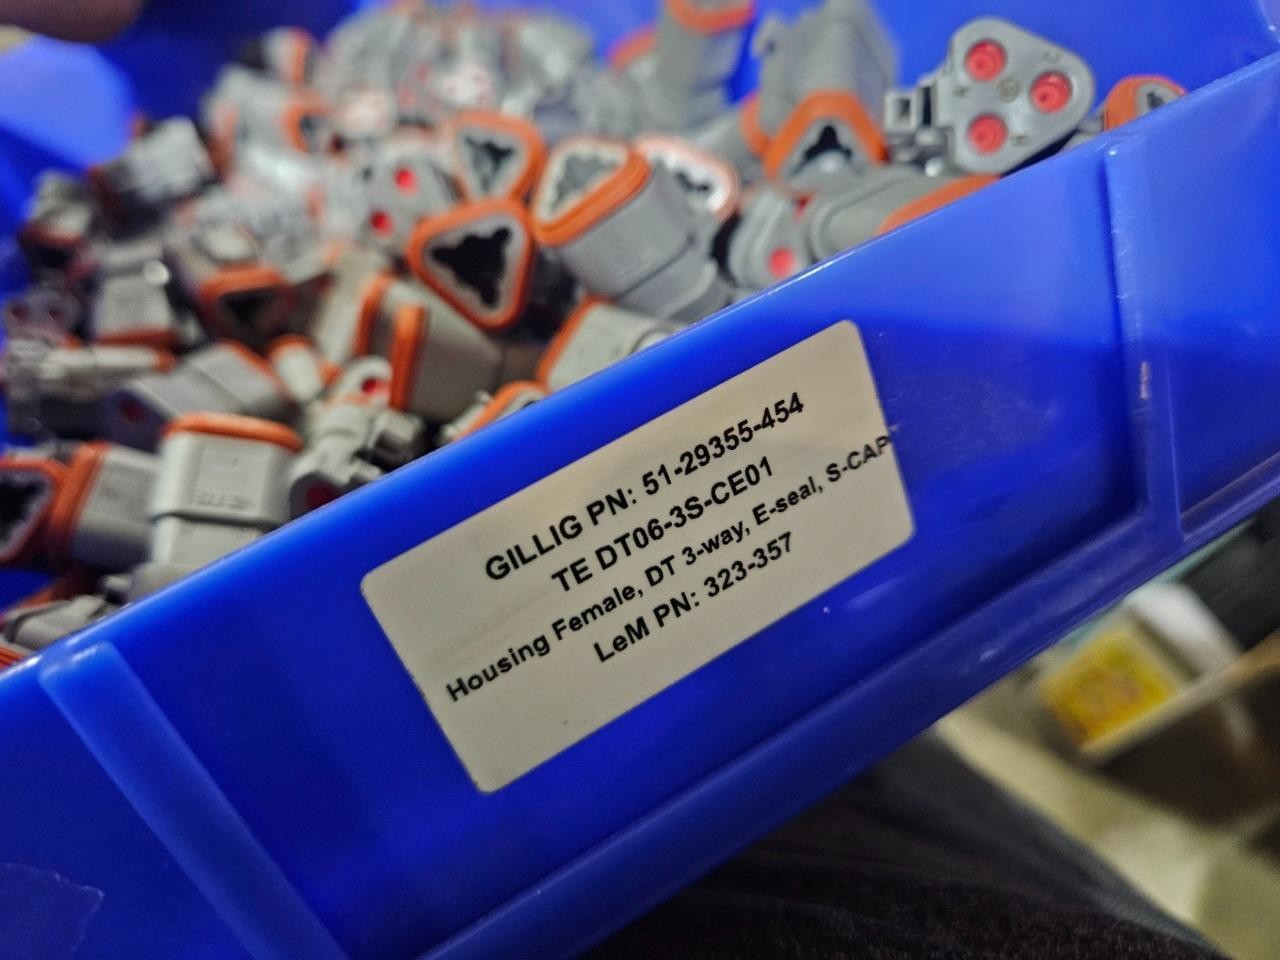 GILLIG PN: 51-29355-454
TE DT06-3S-CE01
Housing Female, DT 3-way, E-seal, S-CAP
LeM PN: 323-357